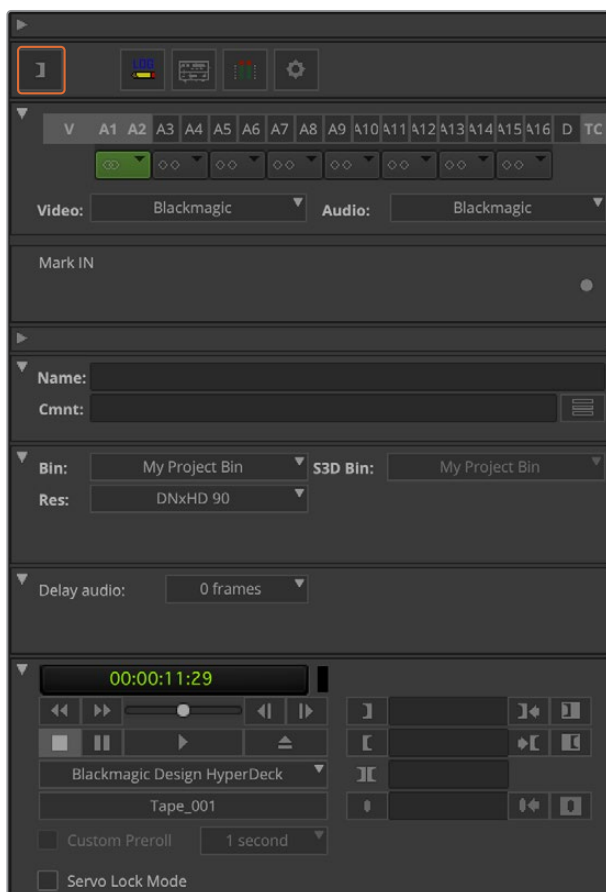 LOG
V A1 A2 A3 A4 A5 A6 A7 A8 A9 A10 A11 A12 A13 A14 A15 A16 D TC
Video: Blackmagic Audio: Blackmagic
Mark IN
Name:
Cmnt:
Bin: My Project Bin S3D Bin: My Project Bin
Res: DNxHD 90
Delay audio: 0 frames
00:00:11:29
Blackmagic Design HyperDeck
Tape_001
Custom Preroll 1 second
Servo Lock Mode